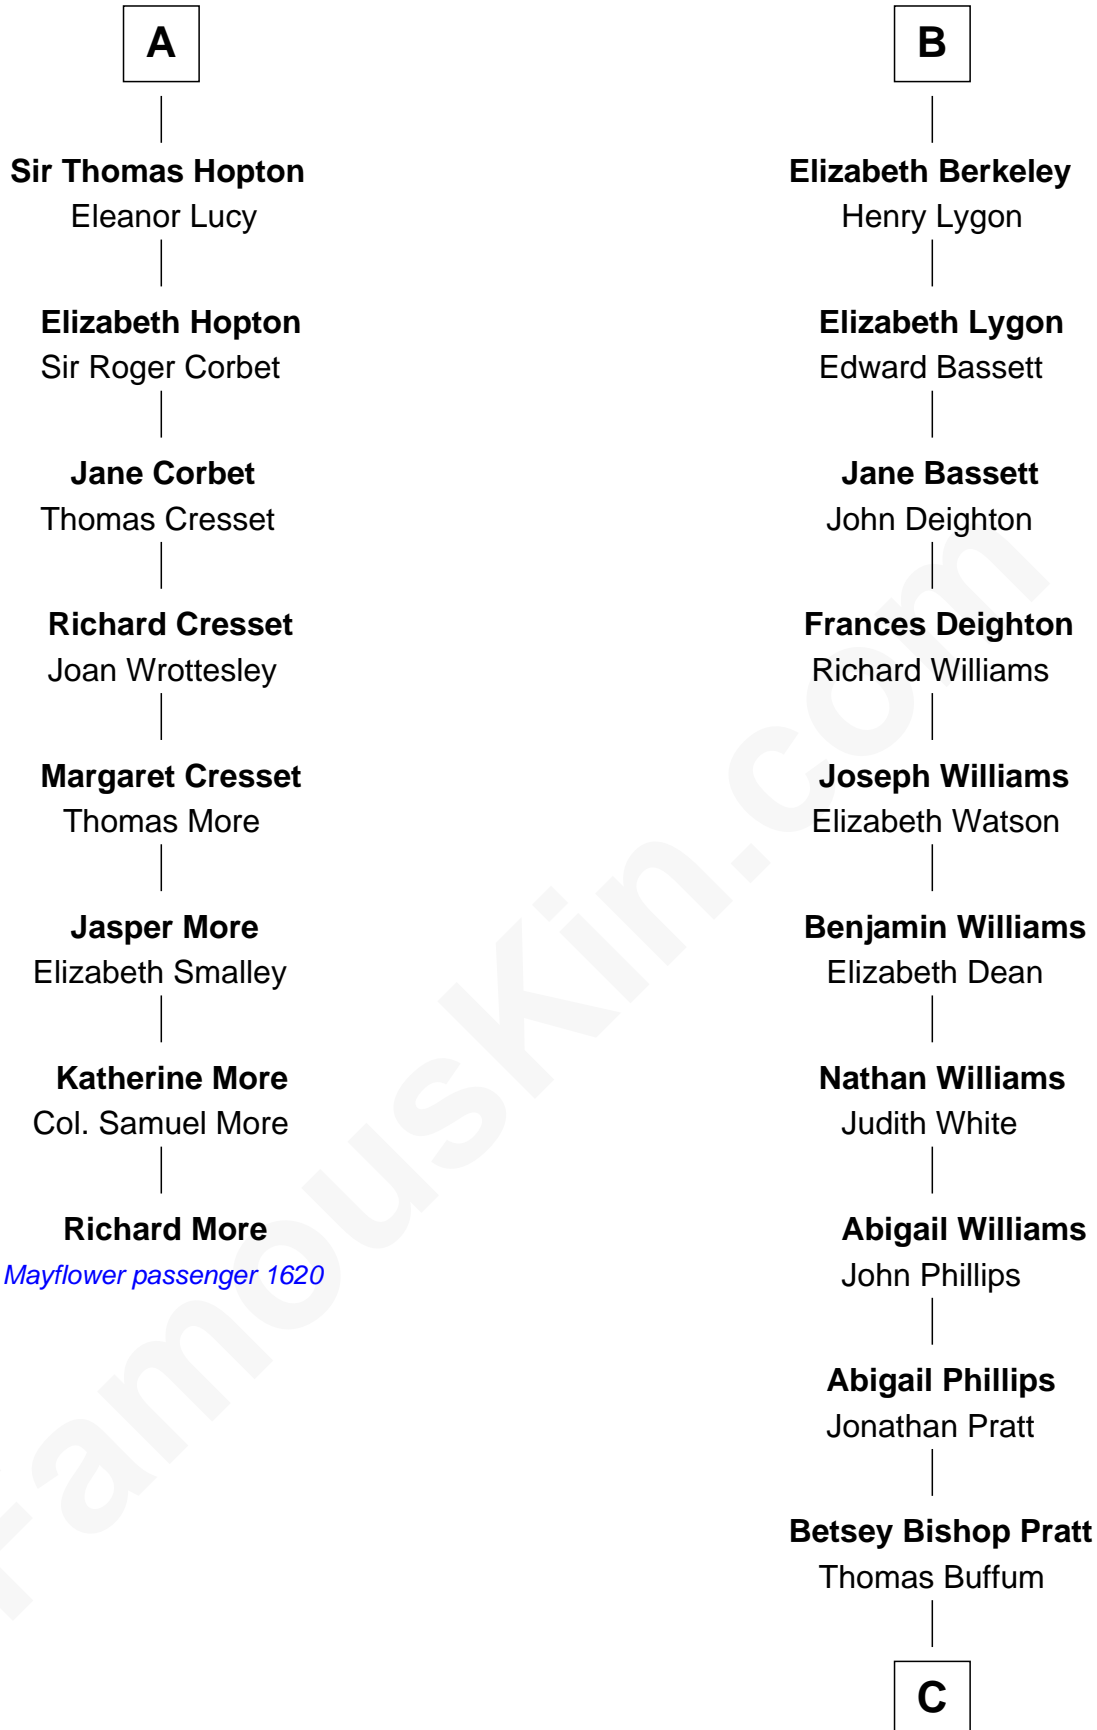 A
Sir Thomas Hopton
Eleanor Lucy
Elizabeth Hopton
Sir Roger Corbet
Jane Corbet
Thomas Cresset
Richard Cresset
Joan Wrottesley
Margaret Cresset
Thomas More
Jasper More
Elizabeth Smalley
Katherine More
Col. Samuel More
Richard More
Mayflower passenger 1620
B
Elizabeth Berkeley
Henry Lygon
Elizabeth Lygon
Edward Bassett
Jane Bassett
John Deighton
Frances Deighton
Richard Williams
Joseph Williams
Elizabeth Watson
Benjamin Williams
Elizabeth Dean
Nathan Williams
Judith White
Abigail Williams
John Phillips
Abigail Phillips
Jonathan Pratt
Betsey Bishop Pratt
Thomas Buffum
C
FamousKin.com